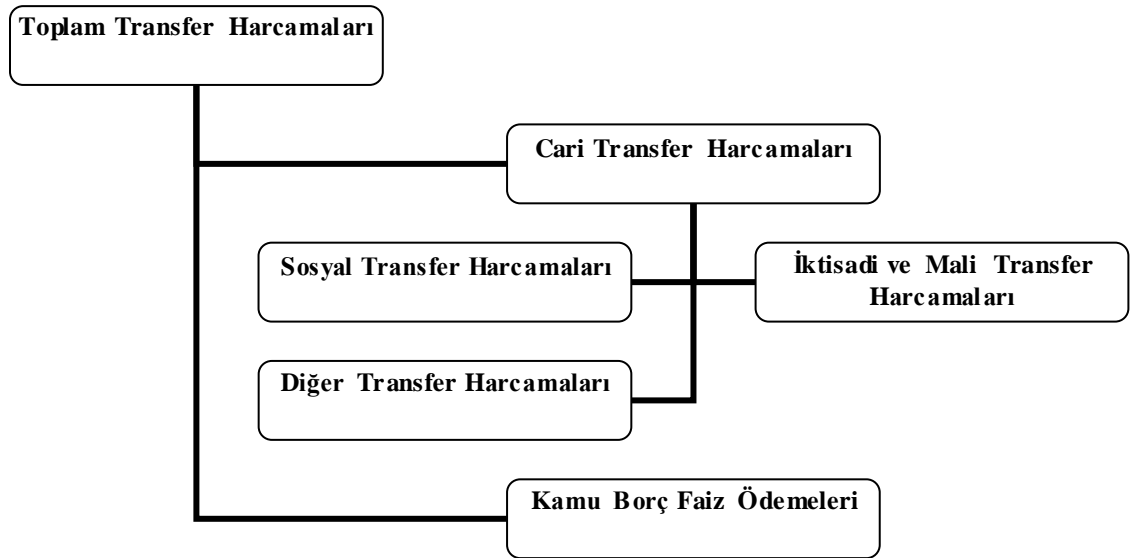 Toplam Transfer Harcamaları
Cari Transfer Harcamaları
Sosyal Transfer Harcamaları
İktisadi ve Mali Transfer
Harcamaları
Diğer Transfer Harcamaları
Kamu Borç Faiz Ödemeleri